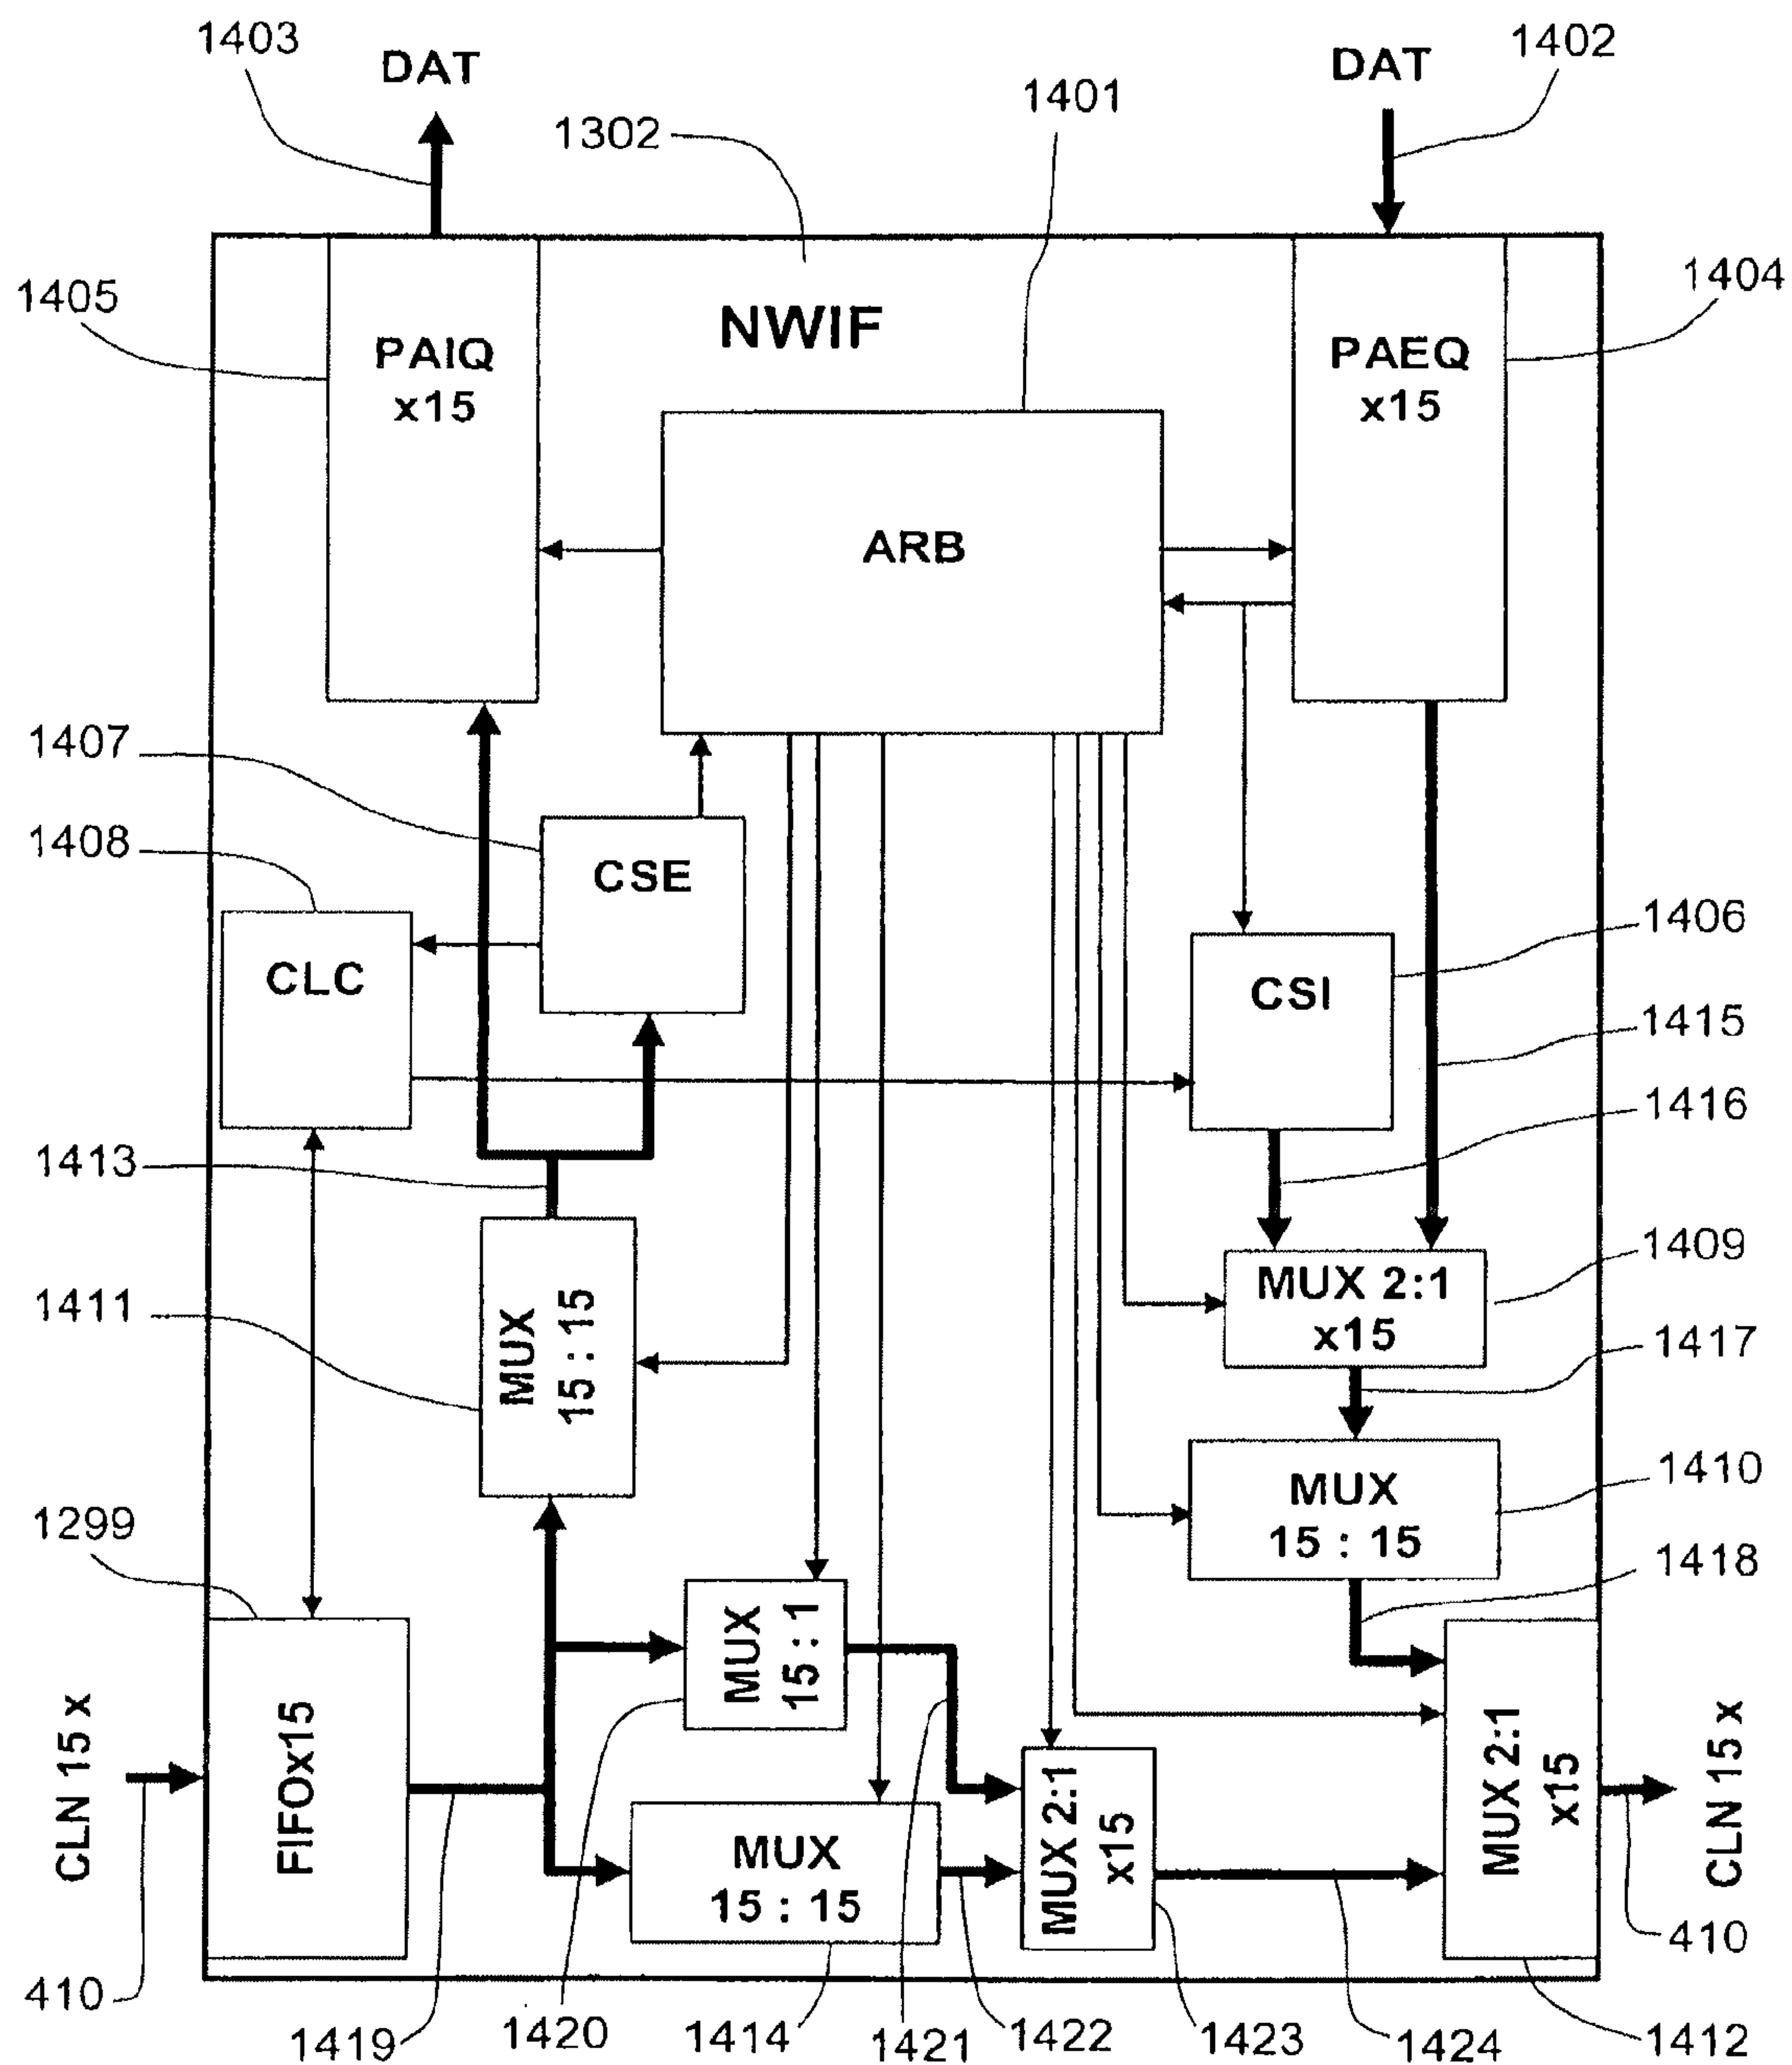 1403
DAT
1302
1401
DAT
1402
1405
PAIQ
x15
NWIF
PAEQ
x15
1404
ARB
1407
CSE
1408
CLC
1406
CSI
1415
1416
1413
1409
MUX 2:1
x15
1411
MUX
15 : 15
1417
1410
MUX
15 : 15
1299
1418
MUX
15 : 1
CLN 15 x
FIFOx15
MUX 2:1
x15
MUX 2:1
x15
CLN 15 x
MUX
15 : 15
410
410
1419
1420
1414
1421
1422
1423
1424
1412